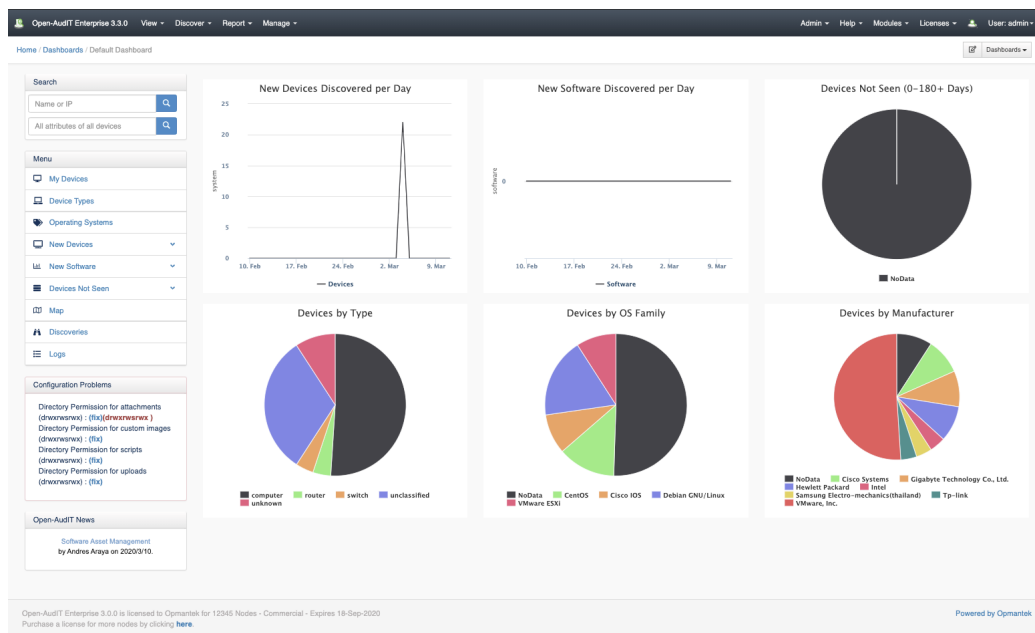 Open-AudIT Enterprise 3.3.0 View Discover Report Manage Admin Help Modules Licenses User: admin
Home / Dashboards / Default Dashboard Dashboards
Search
Name or IP
All attributes of all devices
Menu
My Devices
Device Types
Operating Systems
New Devices
New Software
Devices Not Seen
Map
Discoveries
Logs
Configuration Problems
Directory Permission for attachments
(drwxrwsrwx) : (fix)(drwxrwsrwx )
Directory Permission for custom images
(drwxrwsrwx) : (fix)
Directory Permission for scripts
(drwxrwsrwx) : (fix)
Directory Permission for uploads
(drwxrwsrwx) : (fix)
Open-AudIT News
Software Asset Management
by Andres Araya on 2020/3/10.
New Devices Discovered per Day
25
20
15
10
5
0
system
10. Feb 17. Feb 24. Feb 2. Mar 9. Mar
Devices
New Software Discovered per Day
0
software
10. Feb 17. Feb 24. Feb 2. Mar 9. Mar
Software
Devices Not Seen (0-180+ Days)
NoData
Devices by Type
computer router switch unclassified
unknown
Devices by OS Family
NoData CentOS Cisco IOS Debian GNU/Linux
VMware ESXi
Devices by Manufacturer
NoData Cisco Systems Gigabyte Technology Co., Ltd.
Hewlett Packard Intel
Samsung Electro-mechanics(thailand) Tp-link
VMware, Inc.
Open-AudIT Enterprise 3.3.0.0 is licensed to Opmantek for 12345 Nodes - Commercial - Expires 18-Sep-2020
Purchase a license for more nodes by clicking here.
Powered by Opmantek